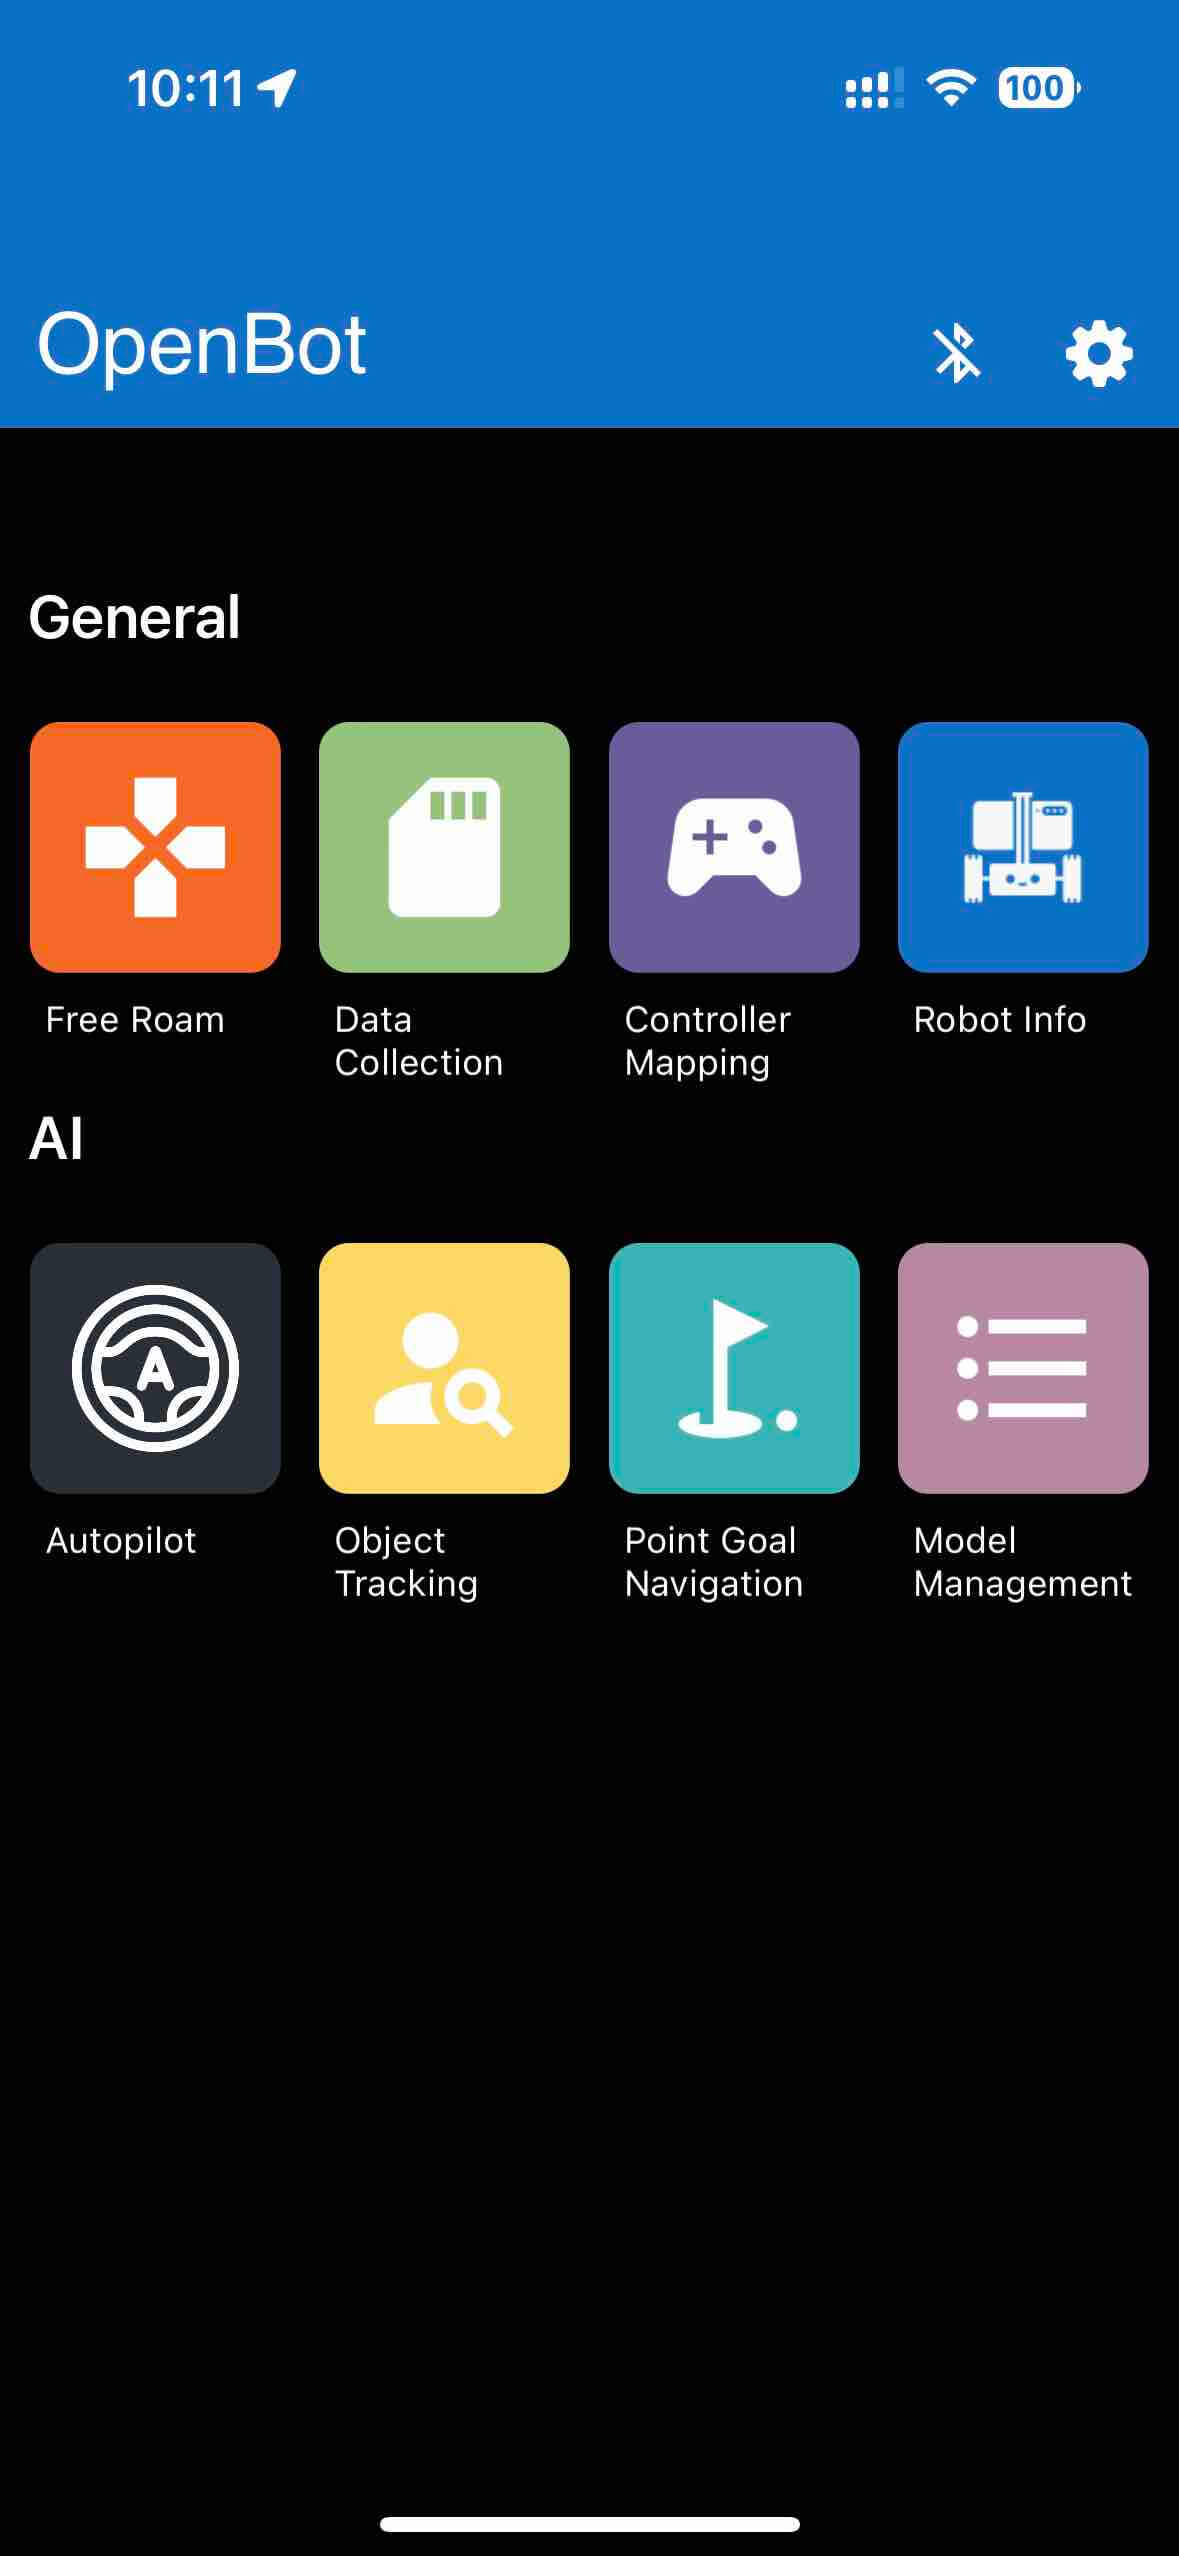 10:11
100
OpenBot
General
Free Roam
Data
Collection
Controller
Mapping
Robot Info
AI
A
Autopilot
Object
Tracking
Point Goal
Navigation
Model
Management